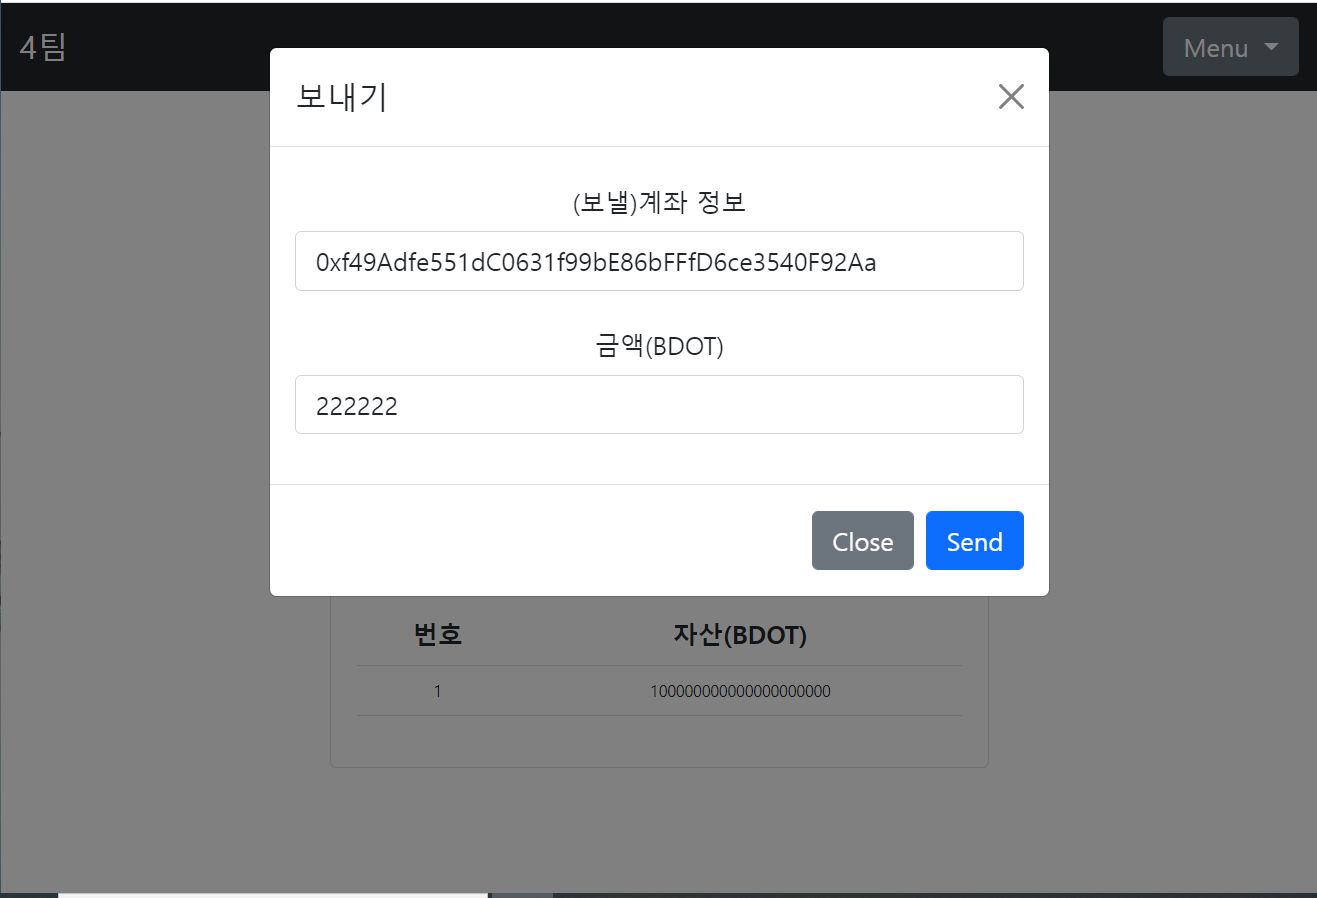 4팀
Menu
보내기
(보낼)계좌 정보
0xf49Adfe551dC0631f99bE86bFFfD6ce3540F92Aa
금액(BDOT)
222222
Close Send
번호 자산(BDOT)
1 100000000000000000000